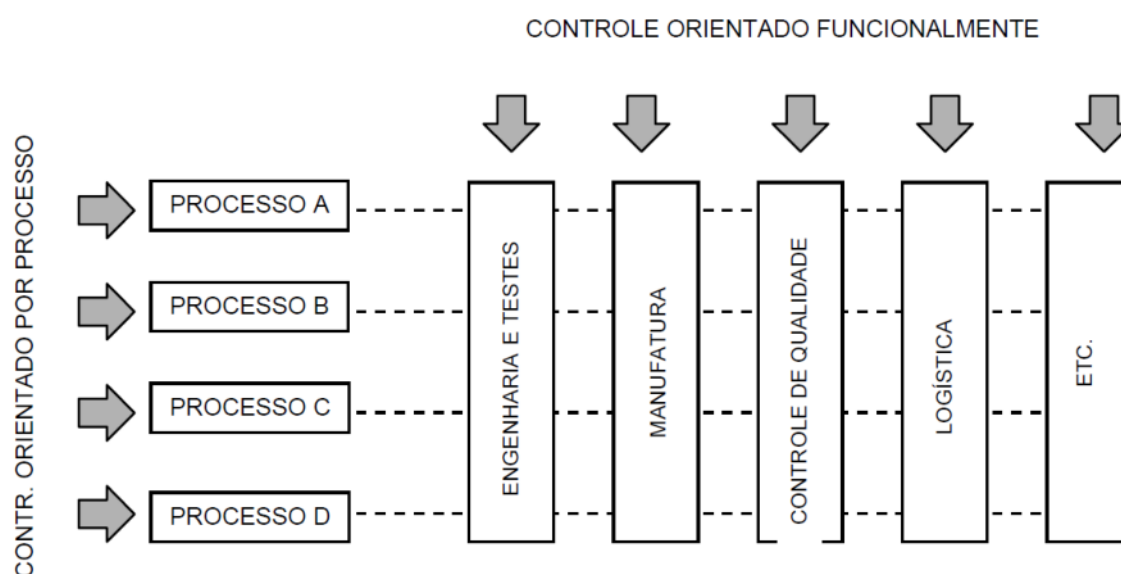 CONTROLE ORIENTADO FUNCIONALMENTE
CONTR. ORIENTADO POR PROCESSO
PROCESSO A
PROCESSO B
PROCESSO C
PROCESSO D
ENGENHARIA E TESTES
MANUFATURA
CONTROLE DE QUALIDADE
LOGÍSTICA
ETC.